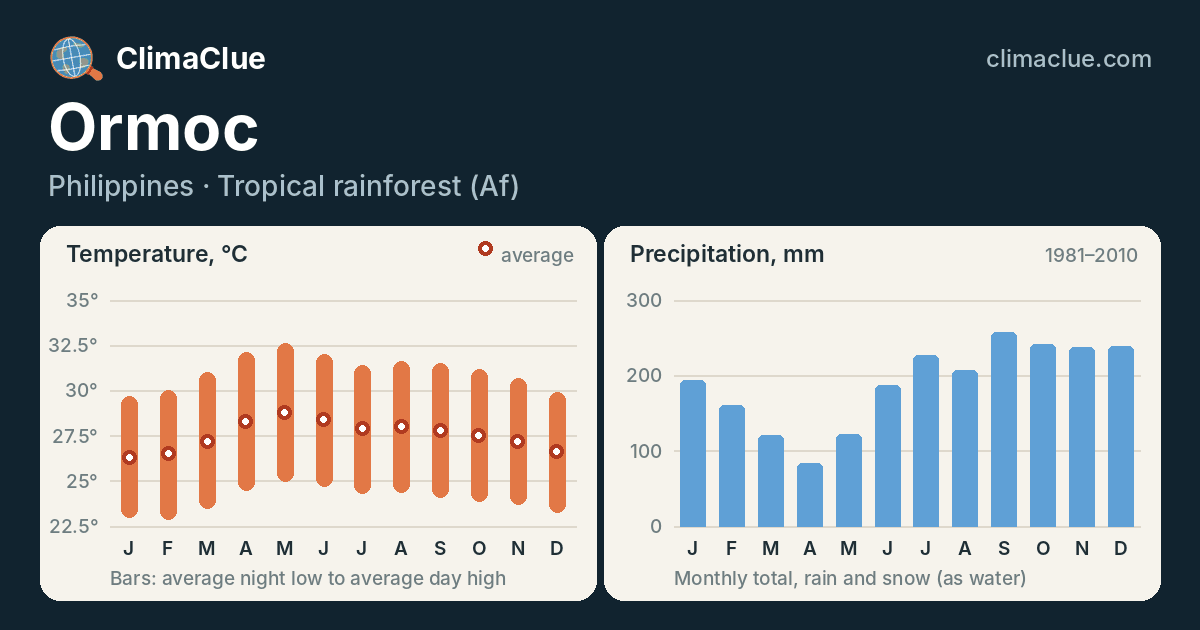 ClimaClue
climaclue.com
Ormoc
Philippines · Tropical rainforest (Af)
Temperature, °C
average
35°
32.5°
30°
27.5°
25°
22.5°
J F M A M J J A S O N D
Bars: average night low to average day high
Precipitation, mm
1981–2010
300
200
100
0
J F M A M J J A S O N D
Monthly total, rain and snow (as water)